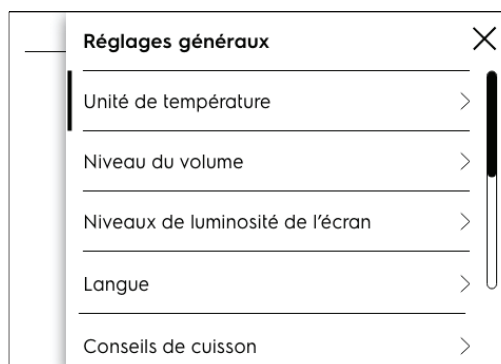 Réglages généraux
Unité de température
Niveau du volume
Niveaux de luminosité de l’écran
Langue
Conseils de cuisson